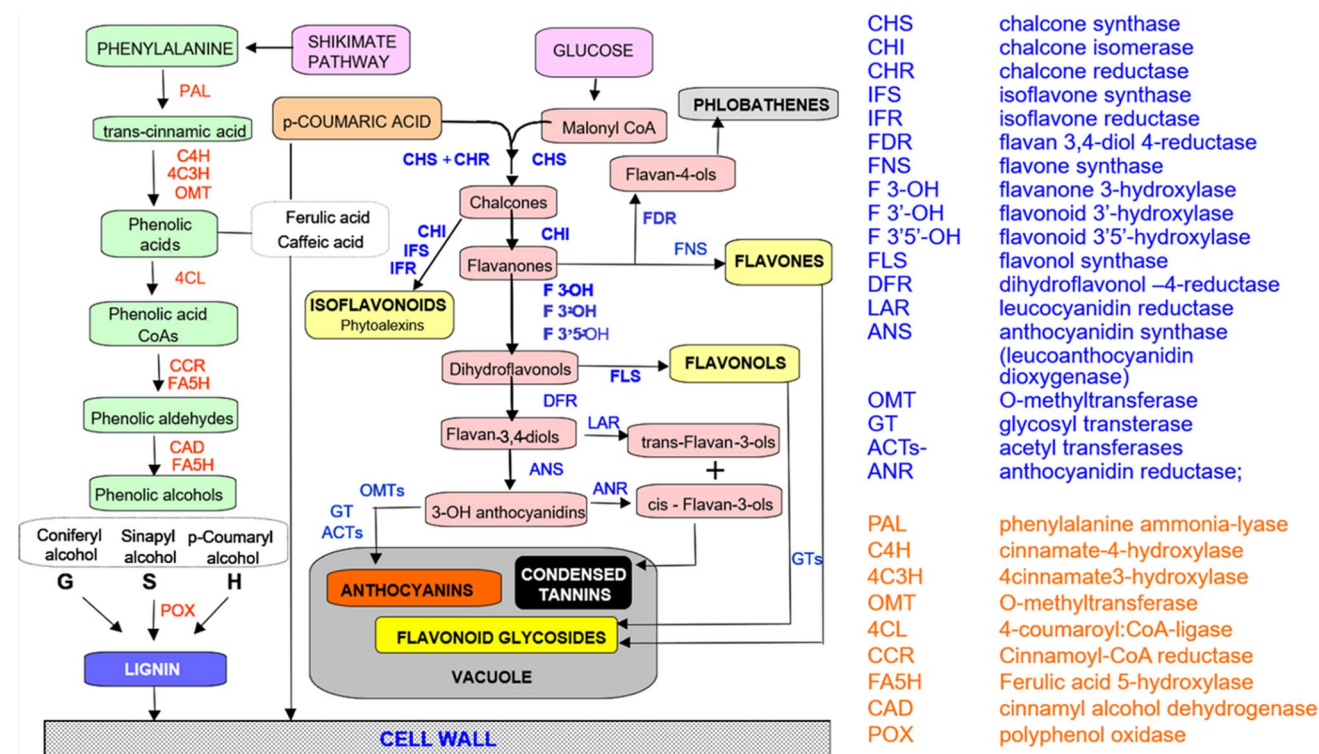 PHENYLALANINE
SHIKIMATE
PATHWAY
GLUCOSE
PAL
p-COUMARIC ACID
Malonyl CoA
PHLOBATHENES
trans-cinnamic acid
C4H
4C3H
OMT
CHS + CHR
CHS
Flavan-4-ols
Phenolic
acids
Ferulic acid
Caffeic acid
Chalcones
CHI
IFS
IFR
CHI
FDR
Flavanones
FNS
FLAVONES
4CL
ISOFLAVONOIDS
Phytoalexins
F 3-OH
F 3'-OH
F 3'5'-OH
Phenolic acid
CoAs
Dihydroflavonols
FLS
FLAVONOLS
CCR
FA5H
DFR
Phenolic aldehydes
Flavan-3,4-diols
LAR
trans-Flavan-3-ols
+
CAD
FA5H
ANS
Phenolic alcohols
OMTs
GT
ACTs
3-OH anthocyanidins
ANR
cis - Flavan-3-ols
Coniferyl
alcohol
Sinapyl
alcohol
p-Coumaryl
alcohol
G
S
H
POX
GTs
ANTHOCYANINS
CONDENSED
TANNINS
FLAVONOID GLYCOSIDES
VACUOLE
LIGNIN
CELL WALL
CHS chalcone synthase
CHI chalcone isomerase
CHR chalcone reductase
IFS isoflavone synthase
IFR isoflavone reductase
FDR flavan 3,4-diol 4-reductase
FNS flavone synthase
F 3-OH flavanone 3-hydroxylase
F 3'-OH flavonoid 3'-hydroxylase
F 3'5'-OH flavonoid 3'5'-hydroxylase
FLS flavonol synthase
DFR dihydroflavonol –4-reductase
LAR leucocyanidin reductase
ANS anthocyanidin synthase
(leucoanthocyanidin
dioxygenase)
OMT O-methyltransferase
GT glycosyl transterase
ACTs- acetyl transferases
ANR anthocyanidin reductase;
PAL phenylalanine ammonia-lyase
C4H cinnamate-4-hydroxylase
4C3H 4cinnamate3-hydroxylase
OMT O-methyltransferase
4CL 4-coumaroyl:CoA-ligase
CCR Cinnamoyl-CoA reductase
FA5H Ferulic acid 5-hydroxylase
CAD cinnamyl alcohol dehydrogenase
POX polyphenol oxidase